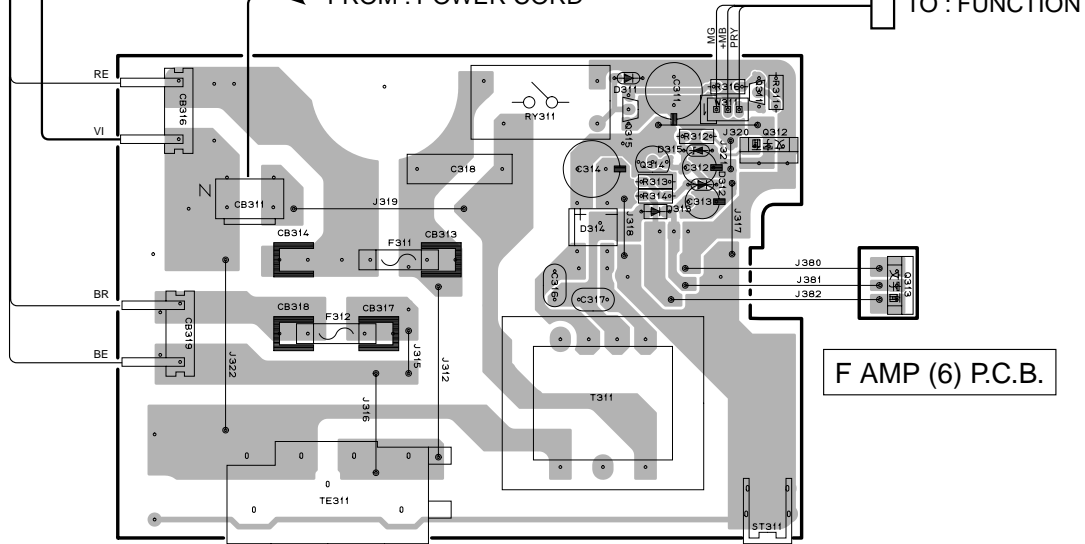 FROM : POWER CORD
TO : FUNCTION
MG
+MB
PRY
RE
VI
BR
BE
CB316
N
CB311
RY311
D311
Q315
C311
R316
W311
Q311
R311
C318
C314
R312
D315
Q314
C312
J321
J320
Q312
R313
R314
D312
C313
D313
J319
D314
J318
J317
CB314
F311
CB313
C316
C317
J380
J381
J382
Q313
CB319
CB318
F312
CB317
J322
J315
J312
J316
T311
F AMP (6) P.C.B.
TE311
ST311